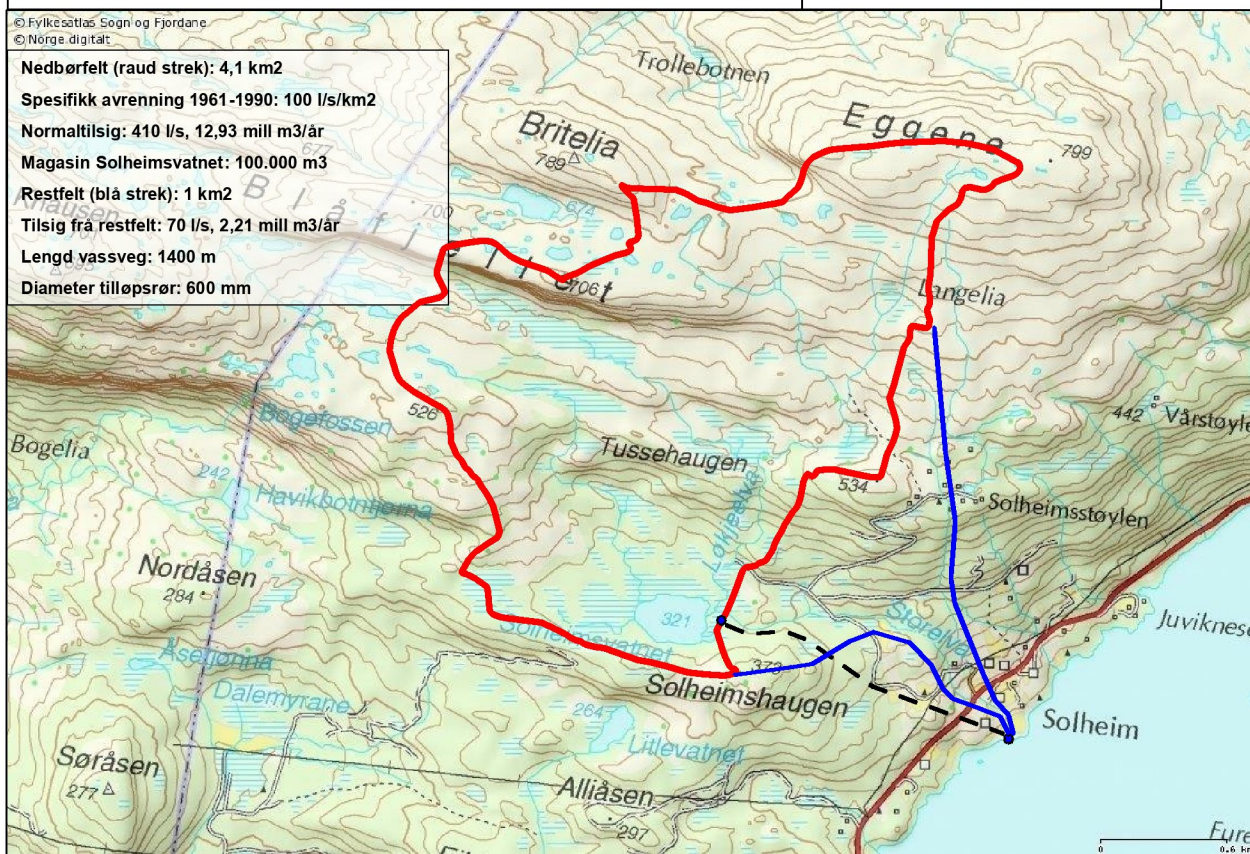 © Fylkesatlas Sogn og Fjordane
© Norge digitalt
Nedbørfelt (raud strek): 4,1 km2
Spesifikk avrenning 1961-1990: 100 l/s/km2
Normaltilsig: 410 l/s, 12,93 mill m3/år
Magasin Solheimsvatnet: 100.000 m3
Restfelt (blå strek): 1 km2
Tilsig frå restfelt: 70 l/s, 2,21 mill m3/år
Lengd vassveg: 1400 m
Diameter tilløpsrør: 600 mm
Trollebotnen
Eggene
799
Britelia
789
677
Blåfjellet
700
674
706
Langelia
526
Bogefossen
Bogelia
242
Havikbotntjørna
Tussehaugen
534
442
Vårstøyle
Solheimsstøylen
Nordåsen
284
321
Solheimsvatnet
Storelva
Juviknese
Åsetjønna
Dalemyrane
373
Solheimshaugen
264
Litlevatnet
Solheim
Søråsen
277
Alliåsen
297
Fure
0
0.6 km